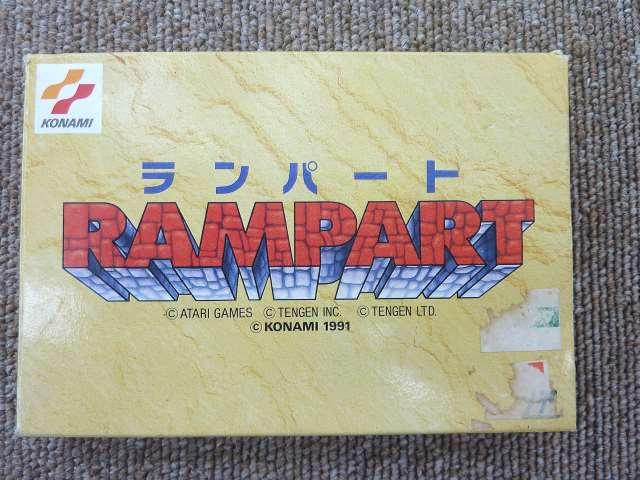 KONAMI
ランパート
RAMPART
© ATARI GAMES © TENGEN INC. © TENGEN LTD.
© KONAMI 1991